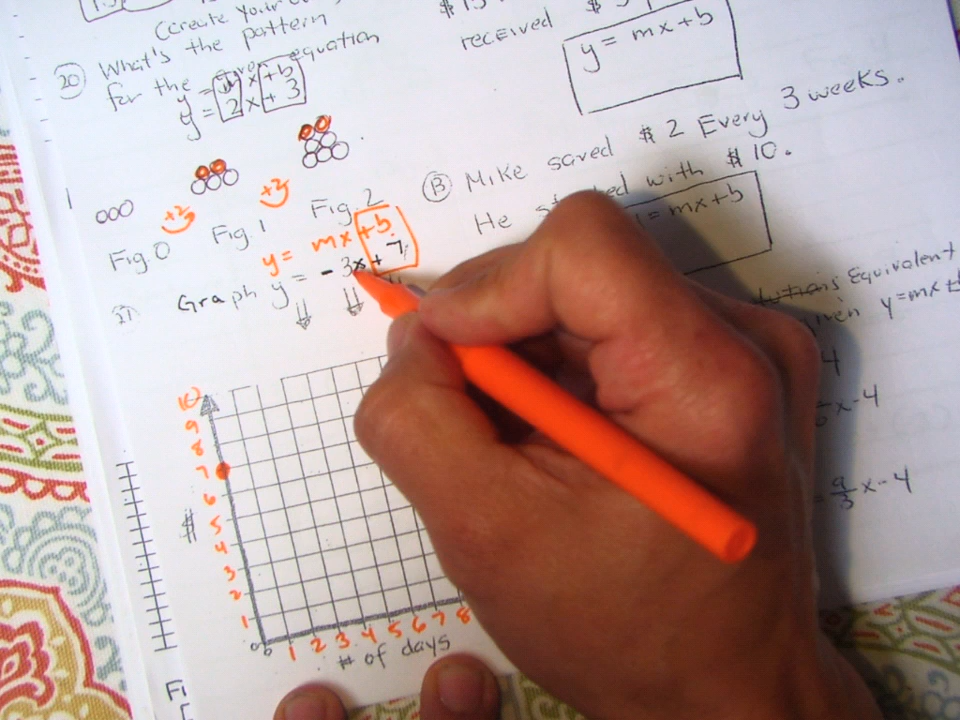 Create your
20 What's the pattern
for the equation
y = x + b
y = 2x + 3
+2
+2
Fig. 0
Fig. 1
Fig. 2
y = mx + b
Graph y = -3x + 7
10
9
8
7
6
5
4
3
2
1
0
$
1 2 3 4 5 6 7 8
# of days
received
y = mx + b
B Mike saved $2 Every 3 weeks.
He started with $10.
= mx + b
Equivalent
given y = mx +
4
x - 4
= 9/3 x - 4